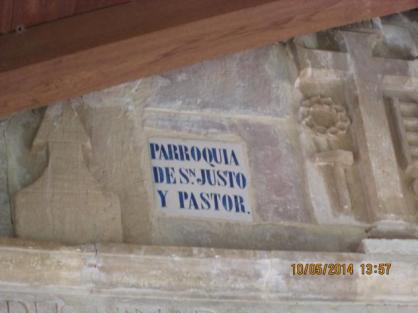 PARROQUIA
DE Sⁿ. JUSTO
Y PASTOR.
10/05/2014 13:57